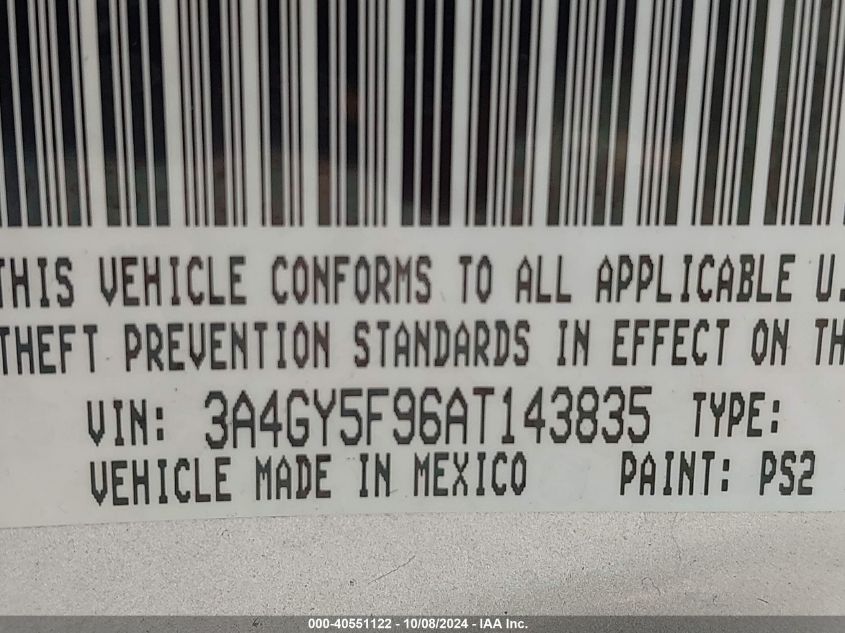 THIS VEHICLE CONFORMS TO ALL APPLICABLE U.
THEFT PREVENTION STANDARDS IN EFFECT ON TH
VIN: 3A4GY5F96AT143835 TYPE:
VEHICLE MADE IN MEXICO PAINT: PS2
000-40551122 - 10/08/2024 - IAA Inc.